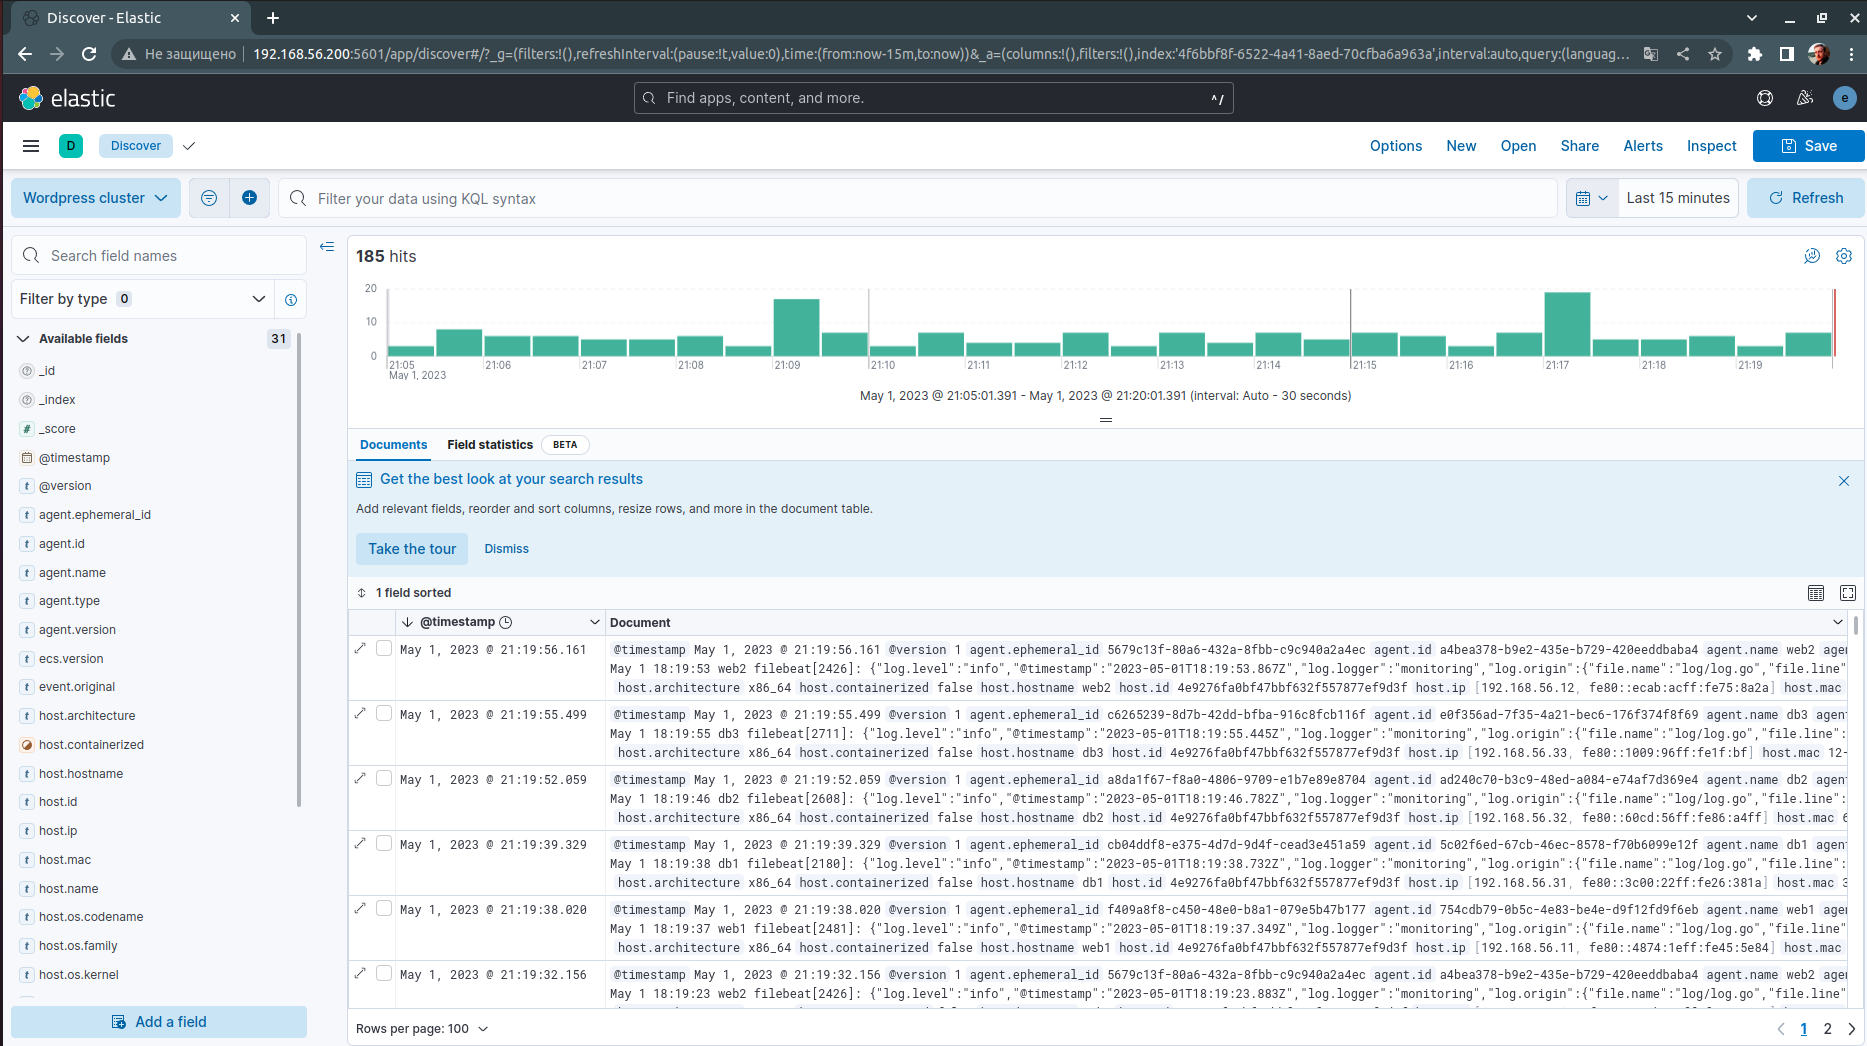 Discover - Elastic
Не защищено 192.168.56.200:5601/app/discover#/?_g=(filters:!(),refreshInterval:(pause:!t,value:0),time:(from:now-15m,to:now))&_a=(columns:!(),filters:!(),index:'4f6bbf8f-6522-4a41-8aed-70cfba6a963a',interval:auto,query:(languag...
elastic
Find apps, content, and more.
^/
e
D
Discover
Options New Open Share Alerts Inspect Save
Wordpress cluster
Filter your data using KQL syntax
Last 15 minutes
Refresh
Search field names
Filter by type 0
Available fields 31
_id
_index
_score
@timestamp
@version
agent.ephemeral_id
agent.id
agent.name
agent.type
agent.version
ecs.version
event.original
host.architecture
host.containerized
host.hostname
host.id
host.ip
host.mac
host.name
host.os.codename
host.os.family
host.os.kernel
Add a field
185 hits
20
10
0
21:05 21:06 21:07 21:08 21:09 21:10 21:11 21:12 21:13 21:14 21:15 21:16 21:17 21:18 21:19
May 1, 2023
May 1, 2023 @ 21:05:01.391 - May 1, 2023 @ 21:20:01.391 (interval: Auto - 30 seconds)
Documents Field statistics BETA
Get the best look at your search results
Add relevant fields, reorder and sort columns, resize rows, and more in the document table.
Take the tour Dismiss
1 field sorted
@timestamp Document
May 1, 2023 @ 21:19:56.161 @timestamp May 1, 2023 @ 21:19:56.161 @version 1 agent.ephemeral_id 5679c13f-80a6-432a-8fbb-c9c940a2a4ec agent.id a4bea378-b9e2-435e-b729-420eeddbaba4 agent.name web2 agen
May 1 18:19:53 web2 filebeat[2426]: {"log.level":"info","@timestamp":"2023-05-01T18:19:53.867Z","log.logger":"monitoring","log.origin":{"file.name":"log/log.go","file.line"
host.architecture x86_64 host.containerized false host.hostname web2 host.id 4e9276fa0bf47bbf632f557877ef9d3f host.ip [192.168.56.12, fe80::ecab:acff:fe75:8a2a] host.mac
May 1, 2023 @ 21:19:55.499 @timestamp May 1, 2023 @ 21:19:55.499 @version 1 agent.ephemeral_id c6265239-8d7b-42dd-bfba-916c8fcb116f agent.id e0f356ad-7f35-4a21-bec6-176f374f8f69 agent.name db3 agent
May 1 18:19:55 db3 filebeat[2711]: {"log.level":"info","@timestamp":"2023-05-01T18:19:55.445Z","log.logger":"monitoring","log.origin":{"file.name":"log/log.go","file.line":
host.architecture x86_64 host.containerized false host.hostname db3 host.id 4e9276fa0bf47bbf632f557877ef9d3f host.ip [192.168.56.33, fe80::1009:96ff:fe1f:bf] host.mac 12-
May 1, 2023 @ 21:19:52.059 @timestamp May 1, 2023 @ 21:19:52.059 @version 1 agent.ephemeral_id a8da1f67-f8a0-4806-9709-e1b7e89e8704 agent.id ad240c70-b3c9-48ed-a084-e74af7d369e4 agent.name db2 agen
May 1 18:19:46 db2 filebeat[2608]: {"log.level":"info","@timestamp":"2023-05-01T18:19:46.782Z","log.logger":"monitoring","log.origin":{"file.name":"log/log.go","file.line":
host.architecture x86_64 host.containerized false host.hostname db2 host.id 4e9276fa0bf47bbf632f557877ef9d3f host.ip [192.168.56.32, fe80::60cd:56ff:fe86:a4ff] host.mac 6
May 1, 2023 @ 21:19:39.329 @timestamp May 1, 2023 @ 21:19:39.329 @version 1 agent.ephemeral_id cb04ddf8-e375-4d7d-9d4f-cead3e451a59 agent.id 5c02f6ed-67cb-46ec-8578-f70b6099e12f agent.name db1 agen
May 1 18:19:38 db1 filebeat[2180]: {"log.level":"info","@timestamp":"2023-05-01T18:19:38.732Z","log.logger":"monitoring","log.origin":{"file.name":"log/log.go","file.line":
host.architecture x86_64 host.containerized false host.hostname db1 host.id 4e9276fa0bf47bbf632f557877ef9d3f host.ip [192.168.56.31, fe80::3c00:22ff:fe26:381a] host.mac 3
May 1, 2023 @ 21:19:38.020 @timestamp May 1, 2023 @ 21:19:38.020 @version 1 agent.ephemeral_id f409a8f8-c450-48e0-b8a1-079e5b47b177 agent.id 754cdb79-0b5c-4e83-be4e-d9f12fd9f6eb agent.name web1 agen
May 1 18:19:37 web1 filebeat[2481]: {"log.level":"info","@timestamp":"2023-05-01T18:19:37.349Z","log.logger":"monitoring","log.origin":{"file.name":"log/log.go","file.line"
host.architecture x86_64 host.containerized false host.hostname web1 host.id 4e9276fa0bf47bbf632f557877ef9d3f host.ip [192.168.56.11, fe80::4874:1eff:fe45:5e84] host.mac
May 1, 2023 @ 21:19:32.156 @timestamp May 1, 2023 @ 21:19:32.156 @version 1 agent.ephemeral_id 5679c13f-80a6-432a-8fbb-c9c940a2a4ec agent.id a4bea378-b9e2-435e-b729-420eeddbaba4 agent.name web2 agen
May 1 18:19:23 web2 filebeat[2426]: {"log.level":"info","@timestamp":"2023-05-01T18:19:23.883Z","log.logger":"monitoring","log.origin":{"file.name":"log/log.go","file.line"
Rows per page: 100
1 2